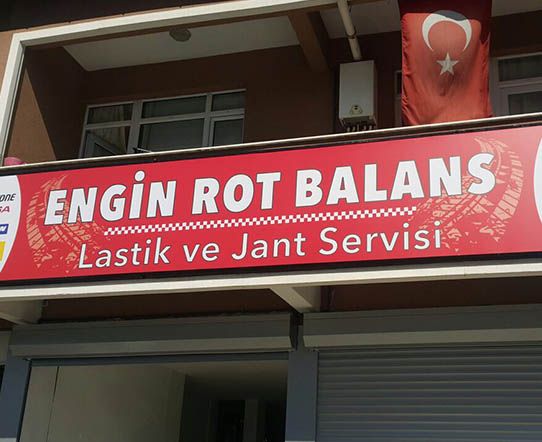 ENGİN ROT BALANS
Lastik ve Jant Servisi